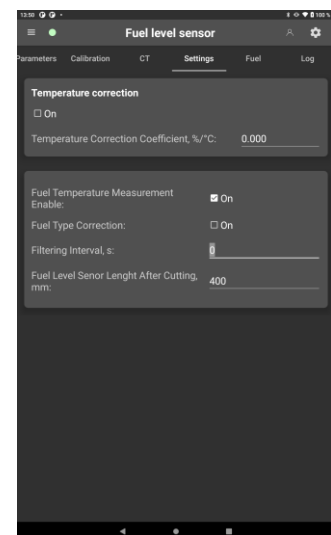 13:50 100 %
Fuel level sensor
Parameters Calibration CT Settings Fuel Log
Temperature correction
On
Temperature Correction Coefficient, %/°C: 0.000
Fuel Temperature Measurement
Enable:
On
Fuel Type Correction: On
Filtering Interval, s: 0
Fuel Level Senor Lenght After Cutting,
mm:
400